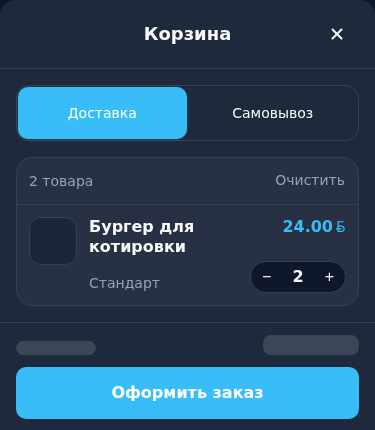 Корзина
Доставка
Самовывоз
2 товара
Очистить
Бургер для
котировки
24.00 Б
Стандарт
− 2 +
Оформить заказ